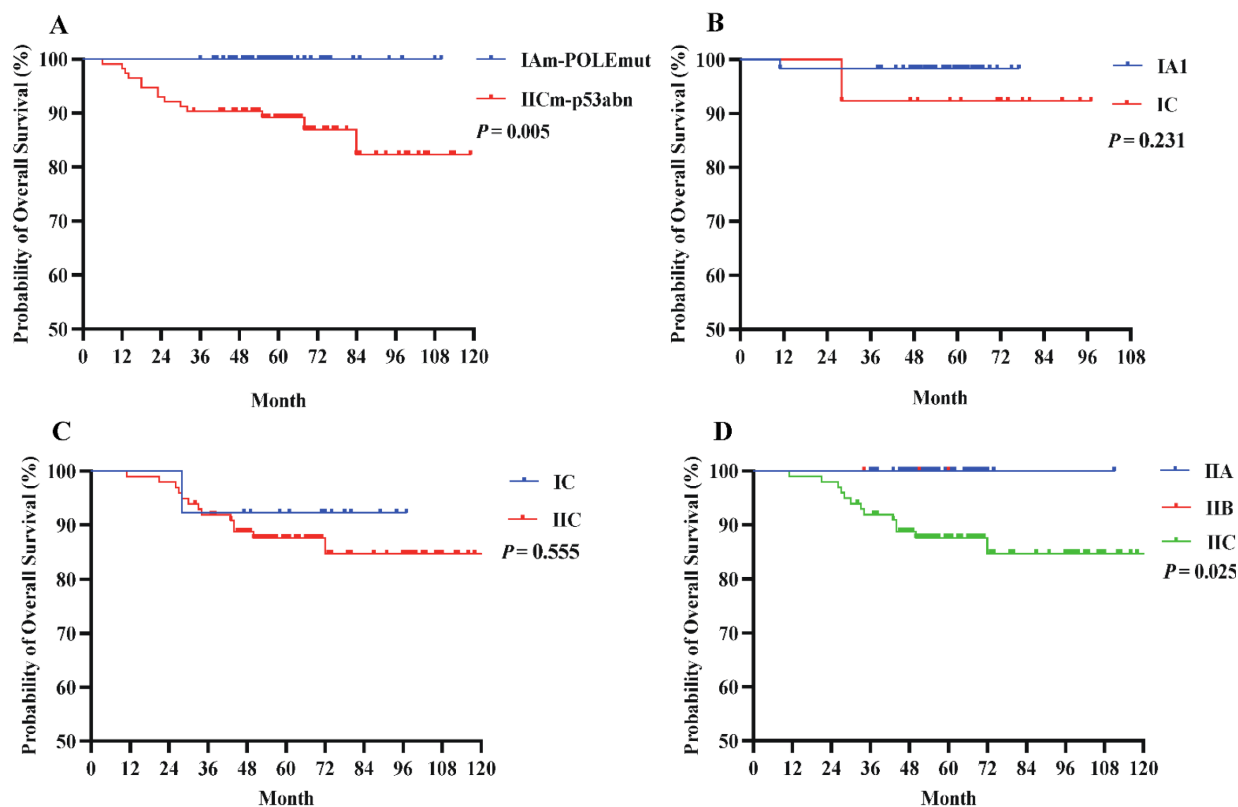 A
Probability of Overall Survival (%)
100
90
80
70
60
50
0 12 24 36 48 60 72 84 96 108 120
Month
IAm-POLEmut
IICm-p53abn
P = 0.005
B
Probability of Overall Survival (%)
100
90
80
70
60
50
0 12 24 36 48 60 72 84 96 108
Month
IA1
IC
P = 0.231
C
Probability of Overall Survival (%)
100
90
80
70
60
50
0 12 24 36 48 60 72 84 96 108 120
Month
IC
IIC
P = 0.555
D
Probability of Overall Survival (%)
100
90
80
70
60
50
0 12 24 36 48 60 72 84 96 108 120
Month
IIA
IIB
IIC
P = 0.025